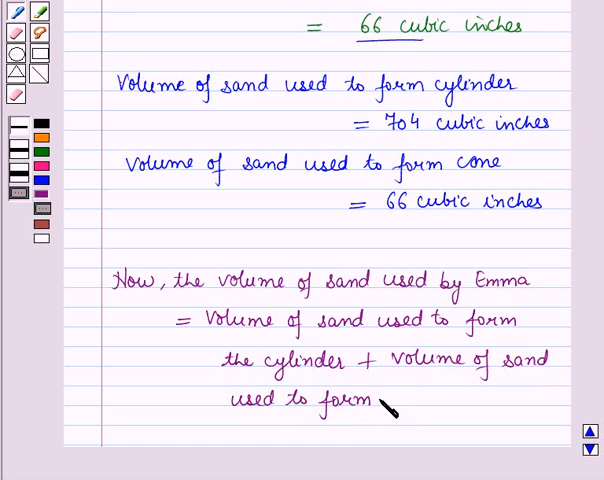 = 66 cubic inches
Volume of sand used to form cylinder
= 704 cubic inches
Volume of sand used to form cone
= 66 cubic inches
Now, the volume of sand used by Emma
= Volume of sand used to form
the cylinder + volume of sand
used to form